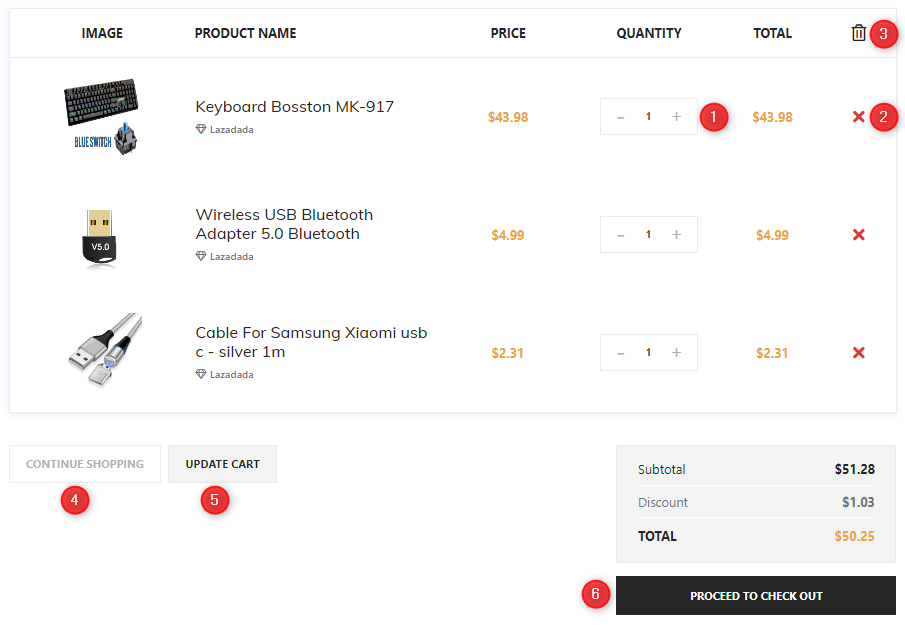 IMAGE PRODUCT NAME PRICE QUANTITY TOTAL 3
BLUE SWITCH
Keyboard Bosston MK-917
Lazadada
$43.98 - 1 + 1 $43.98 2
V5.0
Wireless USB Bluetooth
Adapter 5.0 Bluetooth
Lazadada
$4.99 - 1 + $4.99
Cable For Samsung Xiaomi usb
c - silver 1m
Lazadada
$2.31 - 1 + $2.31
CONTINUE SHOPPING UPDATE CART
4 5
Subtotal $51.28
Discount $1.03
TOTAL $50.25
6 PROCEED TO CHECK OUT